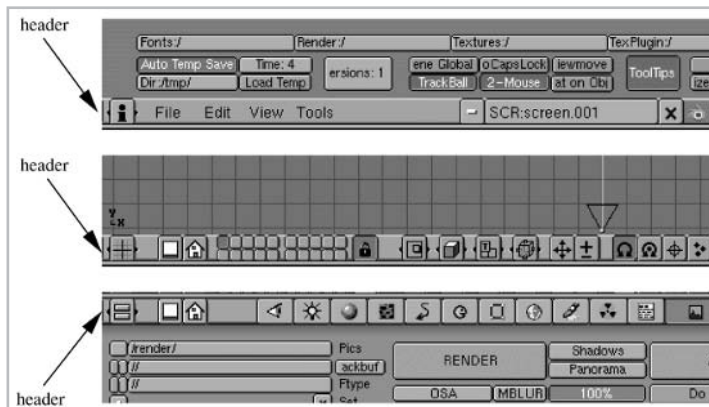 header
Fonts:/ Render:/ Textures:/ TexPlugin:/
Auto Temp Save Time: 4 ersions: 1 ene Global oCapsLock iewmove ToolTips
Dir:/tmp/ Load Temp TrackBall 2-Mouse at on Obj ize
File Edit View Tools SCR:screen.001
header
Y
X
header
/render/ Pics RENDER Shadows
// ackbuf Panorama
// Ftype
OSA MBLUR 100% Do